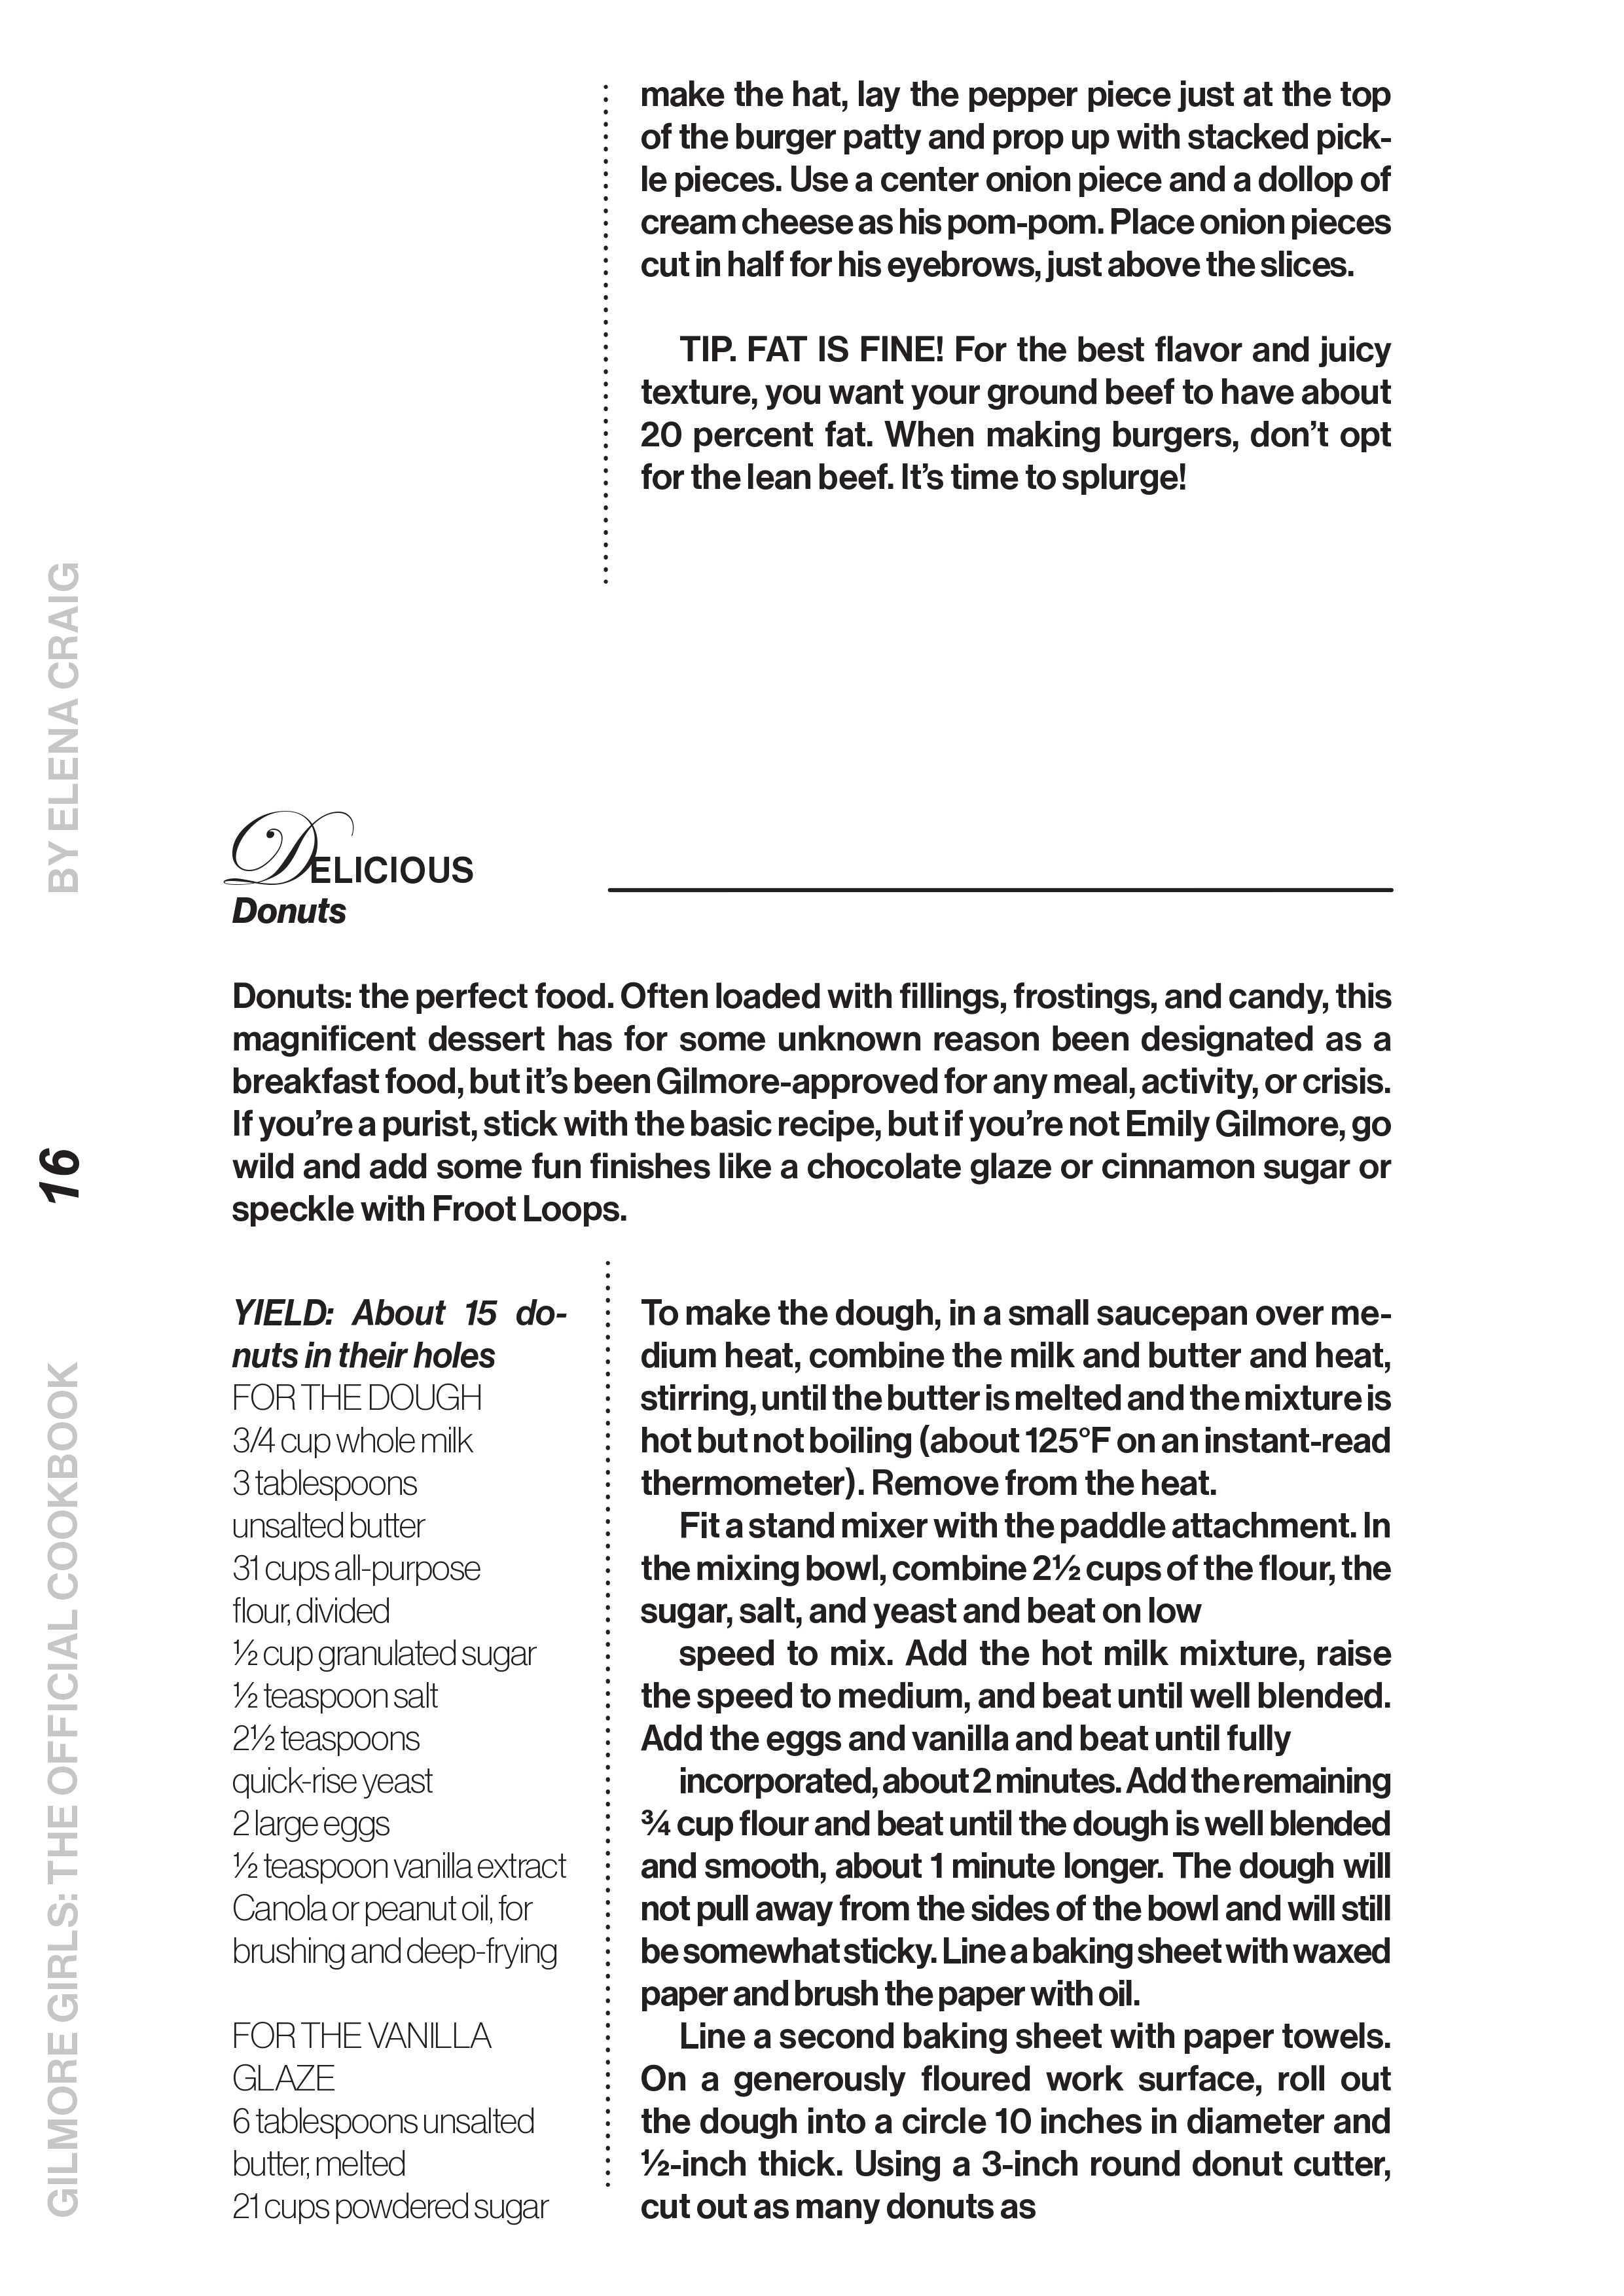 make the hat, lay the pepper piece just at the top
of the burger patty and prop up with stacked pick-
le pieces. Use a center onion piece and a dollop of
cream cheese as his pom-pom. Place onion pieces
cut in half for his eyebrows, just above the slices.
TIP. FAT IS FINE! For the best flavor and juicy
texture, you want your ground beef to have about
20 percent fat. When making burgers, don’t opt
for the lean beef. It’s time to splurge!
DELICIOUS
Donuts
Donuts: the perfect food. Often loaded with fillings, frostings, and candy, this
magnificent dessert has for some unknown reason been designated as a
breakfast food, but it’s been Gilmore-approved for any meal, activity, or crisis.
If you’re a purist, stick with the basic recipe, but if you’re not Emily Gilmore, go
wild and add some fun finishes like a chocolate glaze or cinnamon sugar or
speckle with Froot Loops.
YIELD: About 15 do-
nuts in their holes
FOR THE DOUGH
3/4 cup whole milk
3 tablespoons
unsalted butter
31 cups all-purpose
flour, divided
½ cup granulated sugar
½ teaspoon salt
2½ teaspoons
quick-rise yeast
2 large eggs
½ teaspoon vanilla extract
Canola or peanut oil, for
brushing and deep-frying
FOR THE VANILLA
GLAZE
6 tablespoons unsalted
butter, melted
21 cups powdered sugar
To make the dough, in a small saucepan over me-
dium heat, combine the milk and butter and heat,
stirring, until the butter is melted and the mixture is
hot but not boiling (about 125°F on an instant-read
thermometer). Remove from the heat.
Fit a stand mixer with the paddle attachment. In
the mixing bowl, combine 2½ cups of the flour, the
sugar, salt, and yeast and beat on low
speed to mix. Add the hot milk mixture, raise
the speed to medium, and beat until well blended.
Add the eggs and vanilla and beat until fully
incorporated, about 2 minutes. Add the remaining
¾ cup flour and beat until the dough is well blended
and smooth, about 1 minute longer. The dough will
not pull away from the sides of the bowl and will still
be somewhat sticky. Line a baking sheet with waxed
paper and brush the paper with oil.
Line a second baking sheet with paper towels.
On a generously floured work surface, roll out
the dough into a circle 10 inches in diameter and
½-inch thick. Using a 3-inch round donut cutter,
cut out as many donuts as
GILMORE GIRLS: THE OFFICIAL COOKBOOK
16
BY ELENA CRAIG